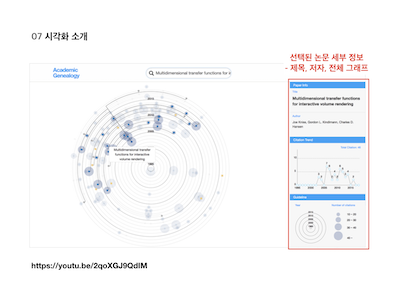 07 시각화 소개
선택된 논문 세부 정보
- 제목, 저자, 전체 그래프
Academic
Genealogy
Multidimensional transfer functions for i
Paper Info
Multidimensional transfer functions
for interactive volume rendering
Joe Kniss, Gordon L. Kindlmann, Charles D.
Hansen
Citation Trend
Multidimensional transfer
functions for interactive
volume rendering
Guideline
https://youtu.be/2qoXGJ9QdlM